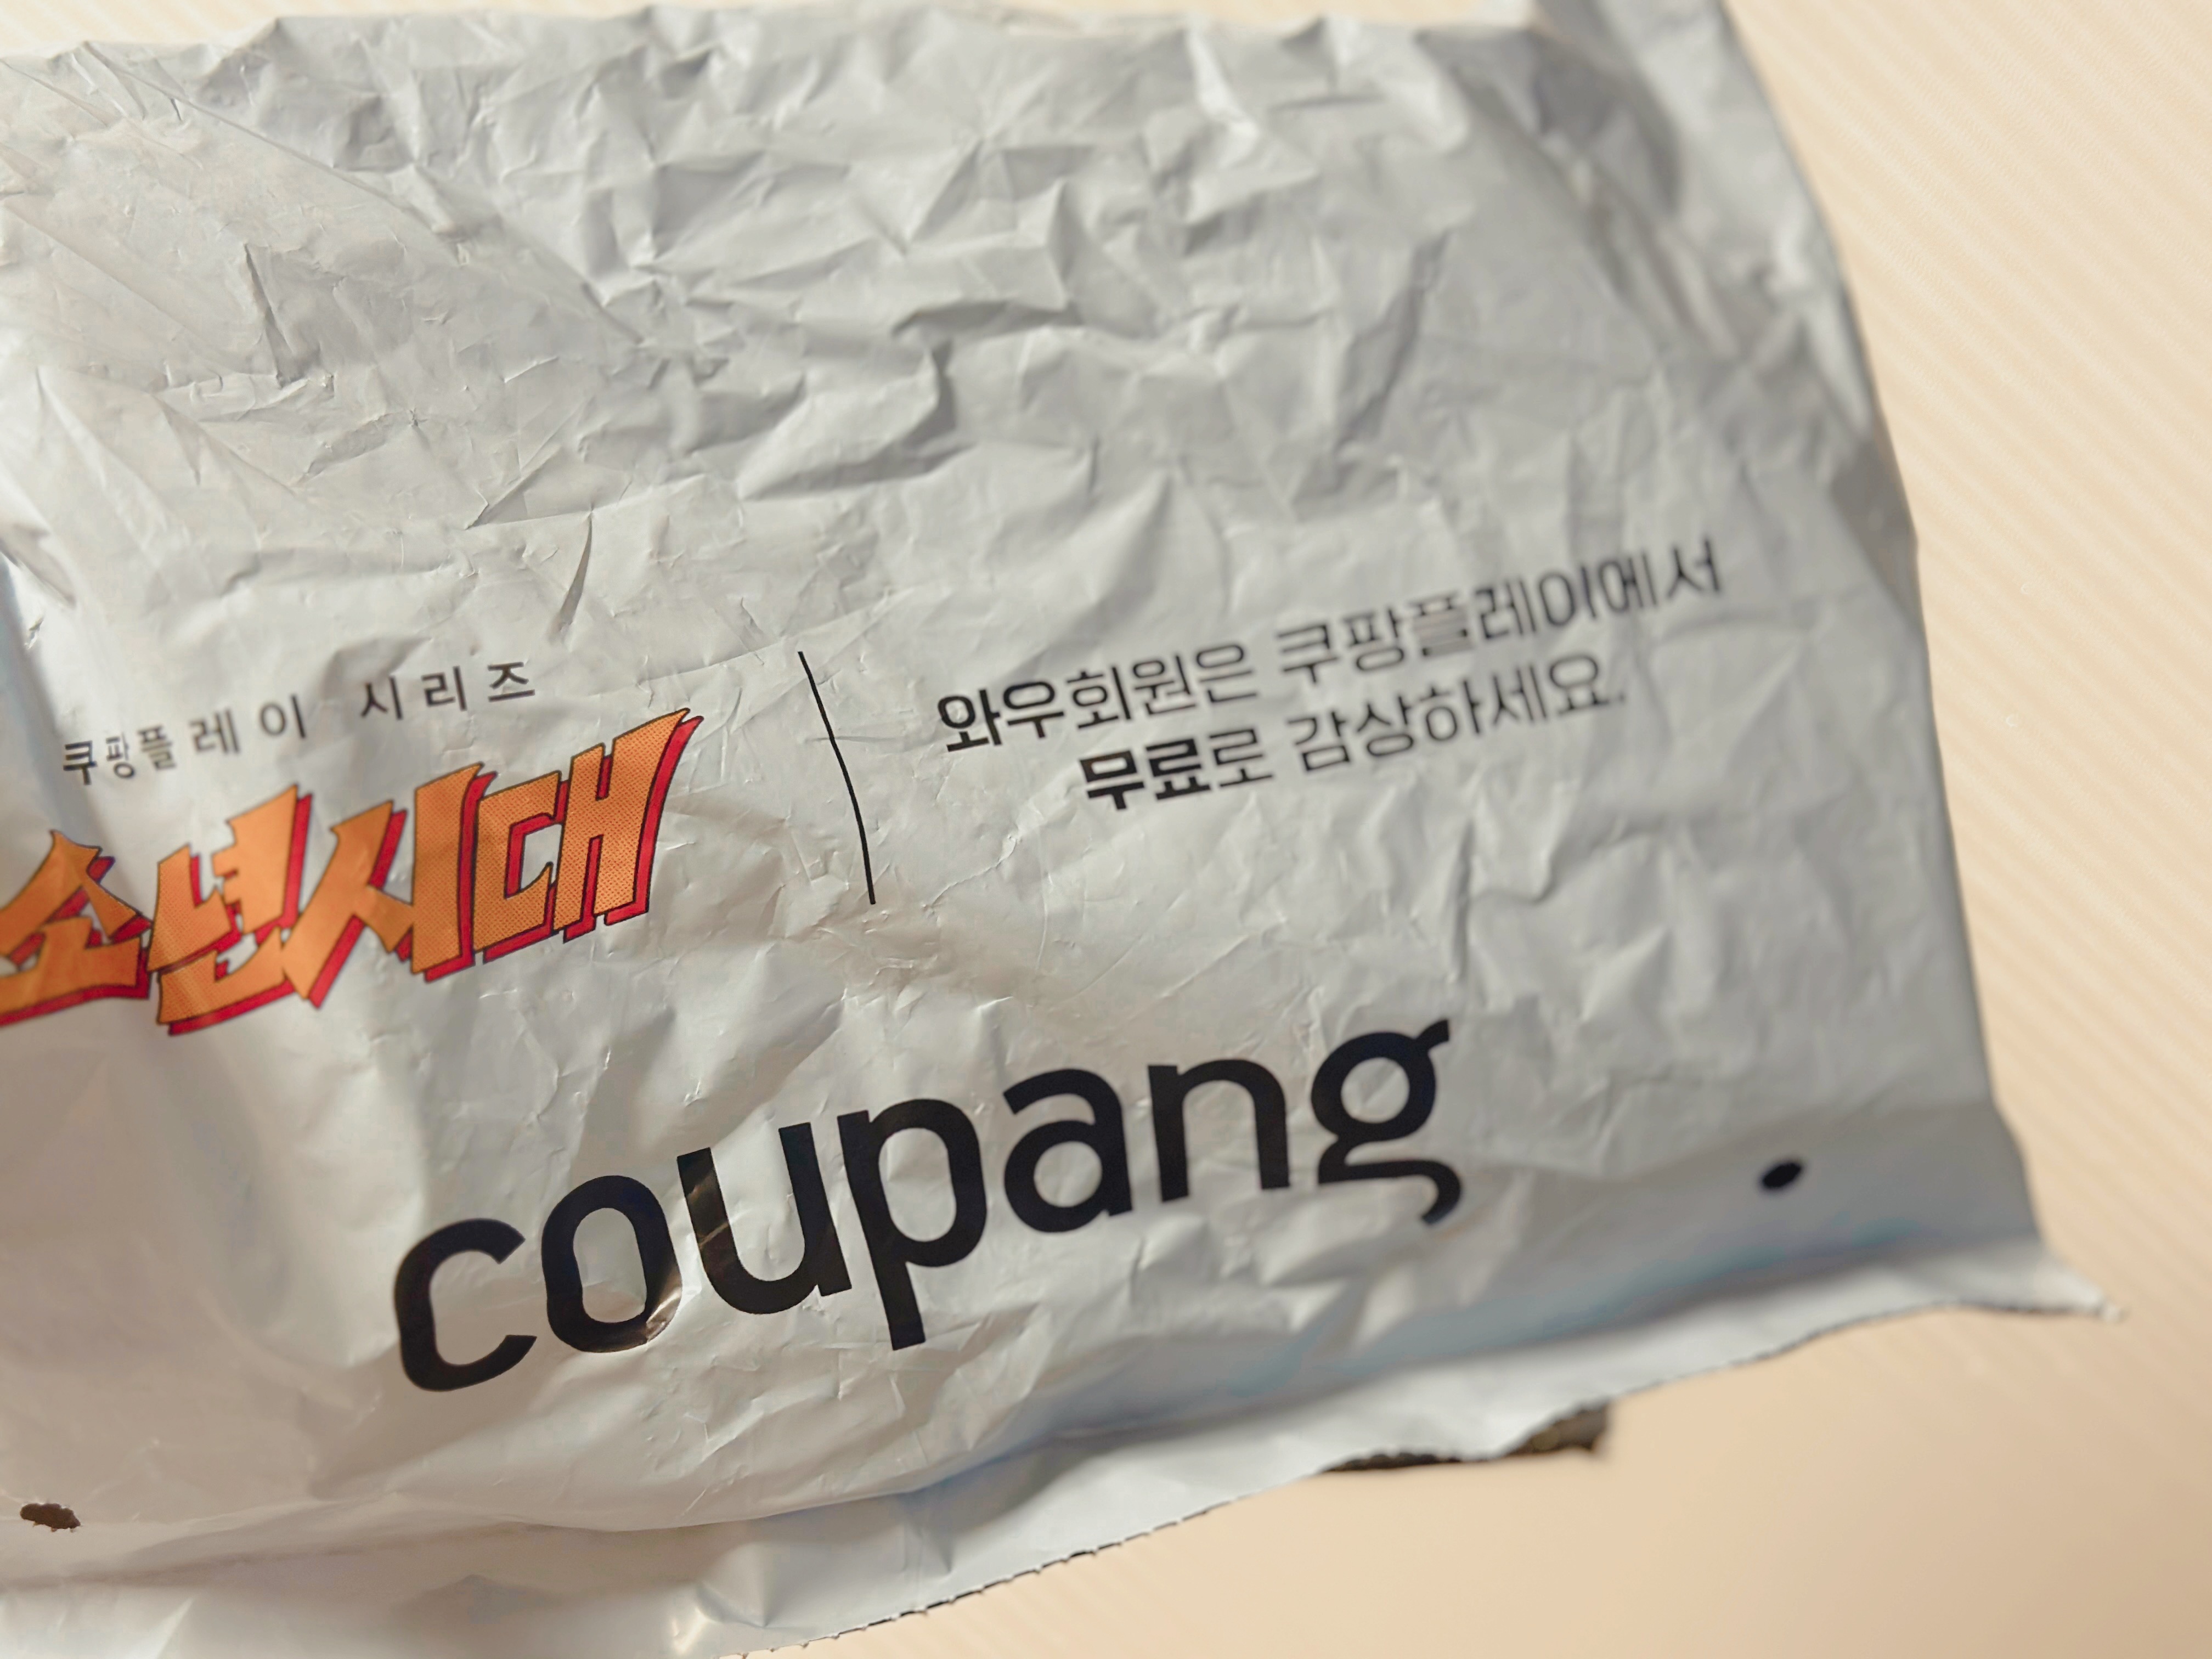 쿠팡플레이 시리즈
소년시대
와우회원은 쿠팡플레이에서
무료로 감상하세요.
coupang